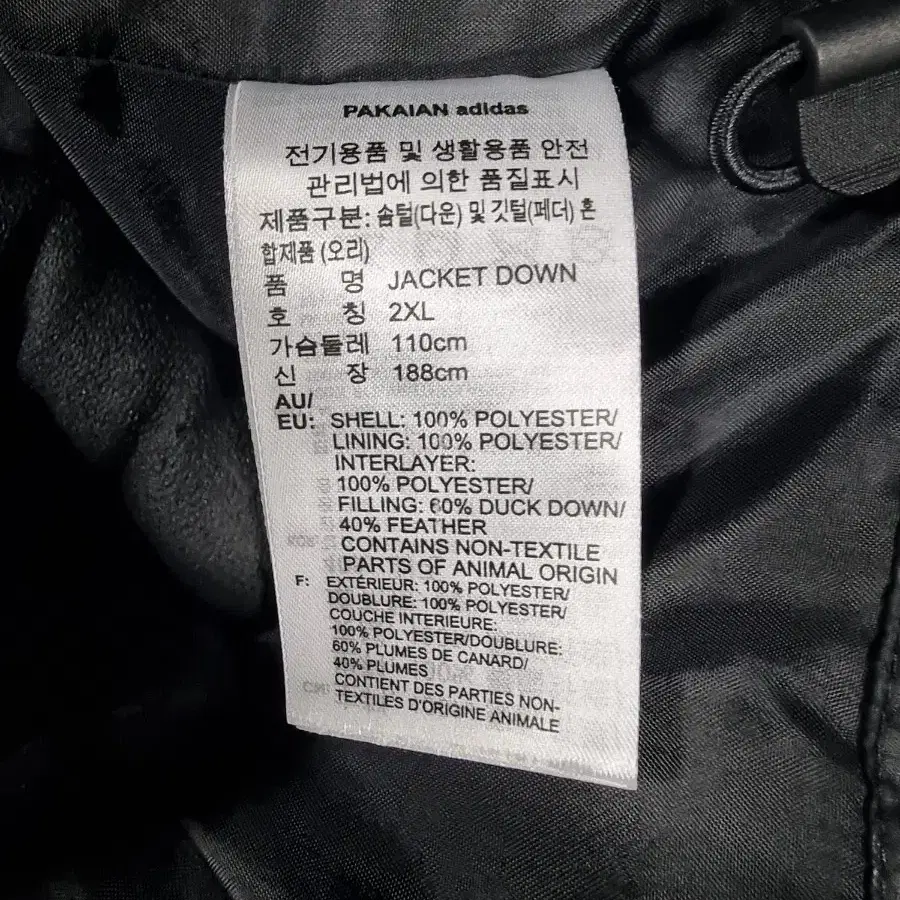 PAKAIAN adidas
전기용품 및 생활용품 안전
관리법에 의한 품질표시
제품구분: 솜털(다운) 및 깃털(페더) 혼
합제품 (오리)
품 명 JACKET DOWN
호 칭 2XL
가슴둘레 110cm
신 장 188cm
AU/
EU: SHELL: 100% POLYESTER/
LINING: 100% POLYESTER/
INTERLAYER:
100% POLYESTER/
FILLING: 60% DUCK DOWN/
40% FEATHER
CONTAINS NON-TEXTILE
PARTS OF ANIMAL ORIGIN
F: EXTÉRIEUR: 100% POLYESTER/
DOUBLURE: 100% POLYESTER/
COUCHE INTERIEURE:
100% POLYESTER/DOUBLURE:
60% PLUMES DE CANARD/
40% PLUMES
CONTIENT DES PARTIES NON-
TEXTILES D'ORIGINE ANIMALE